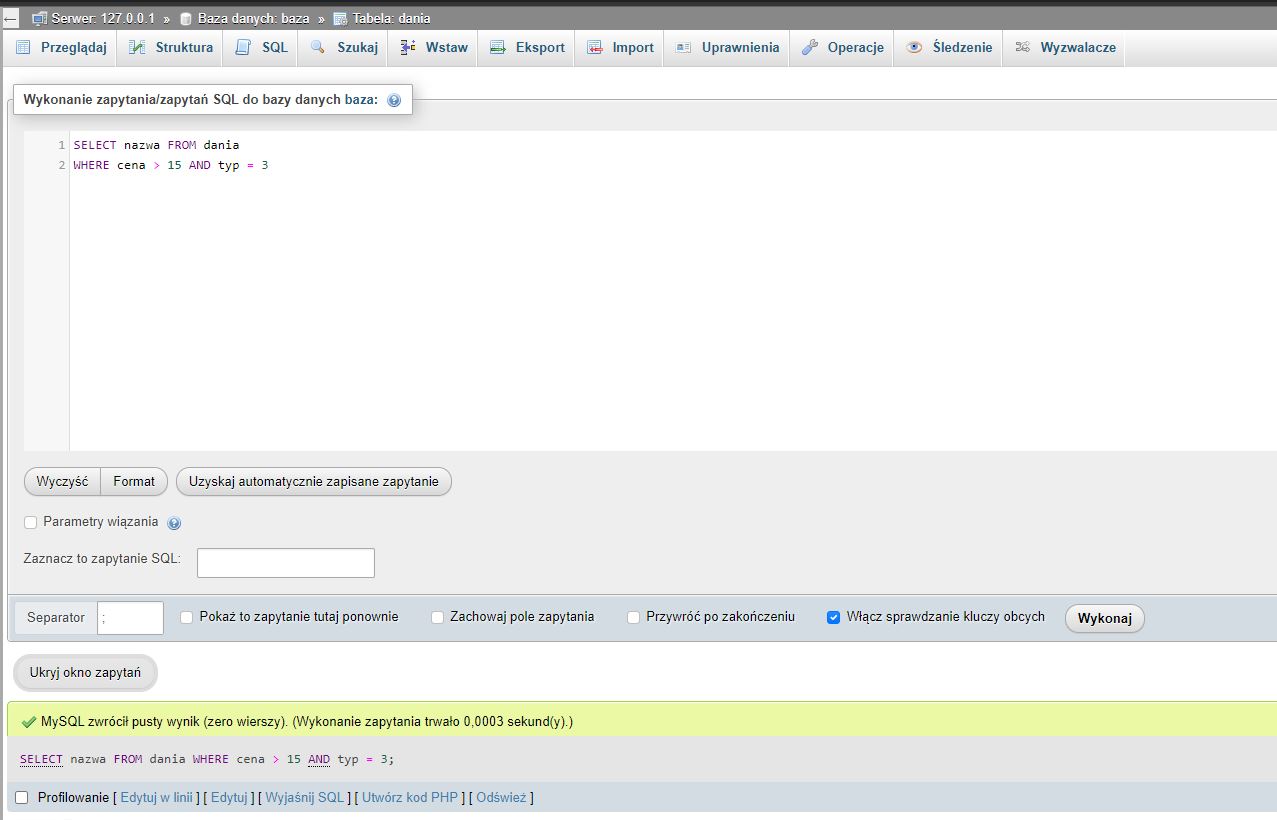 ← Serwer: 127.0.0.1 » Baza danych: baza » Tabela: dania
Przeglądaj Struktura SQL Szukaj Wstaw Eksport Import Uprawnienia Operacje Śledzenie Wyzwalacze
Wykonanie zapytania/zapytań SQL do bazy danych baza:
1 SELECT nazwa FROM dania
2 WHERE cena > 15 AND typ = 3
Wyczyść Format Uzyskaj automatycznie zapisane zapytanie
Parametry wiązania
Zaznacz to zapytanie SQL:
Separator ; Pokaż to zapytanie tutaj ponownie Zachowaj pole zapytania Przywróć po zakończeniu Włącz sprawdzanie kluczy obcych Wykonaj
Ukryj okno zapytań
MySQL zwrócił pusty wynik (zero wierszy). (Wykonanie zapytania trwało 0,0003 sekund(y).)
SELECT nazwa FROM dania WHERE cena > 15 AND typ = 3;
Profilowanie [ Edytuj w linii ] [ Edytuj ] [ Wyjaśnij SQL ] [ Utwórz kod PHP ] [ Odśwież ]